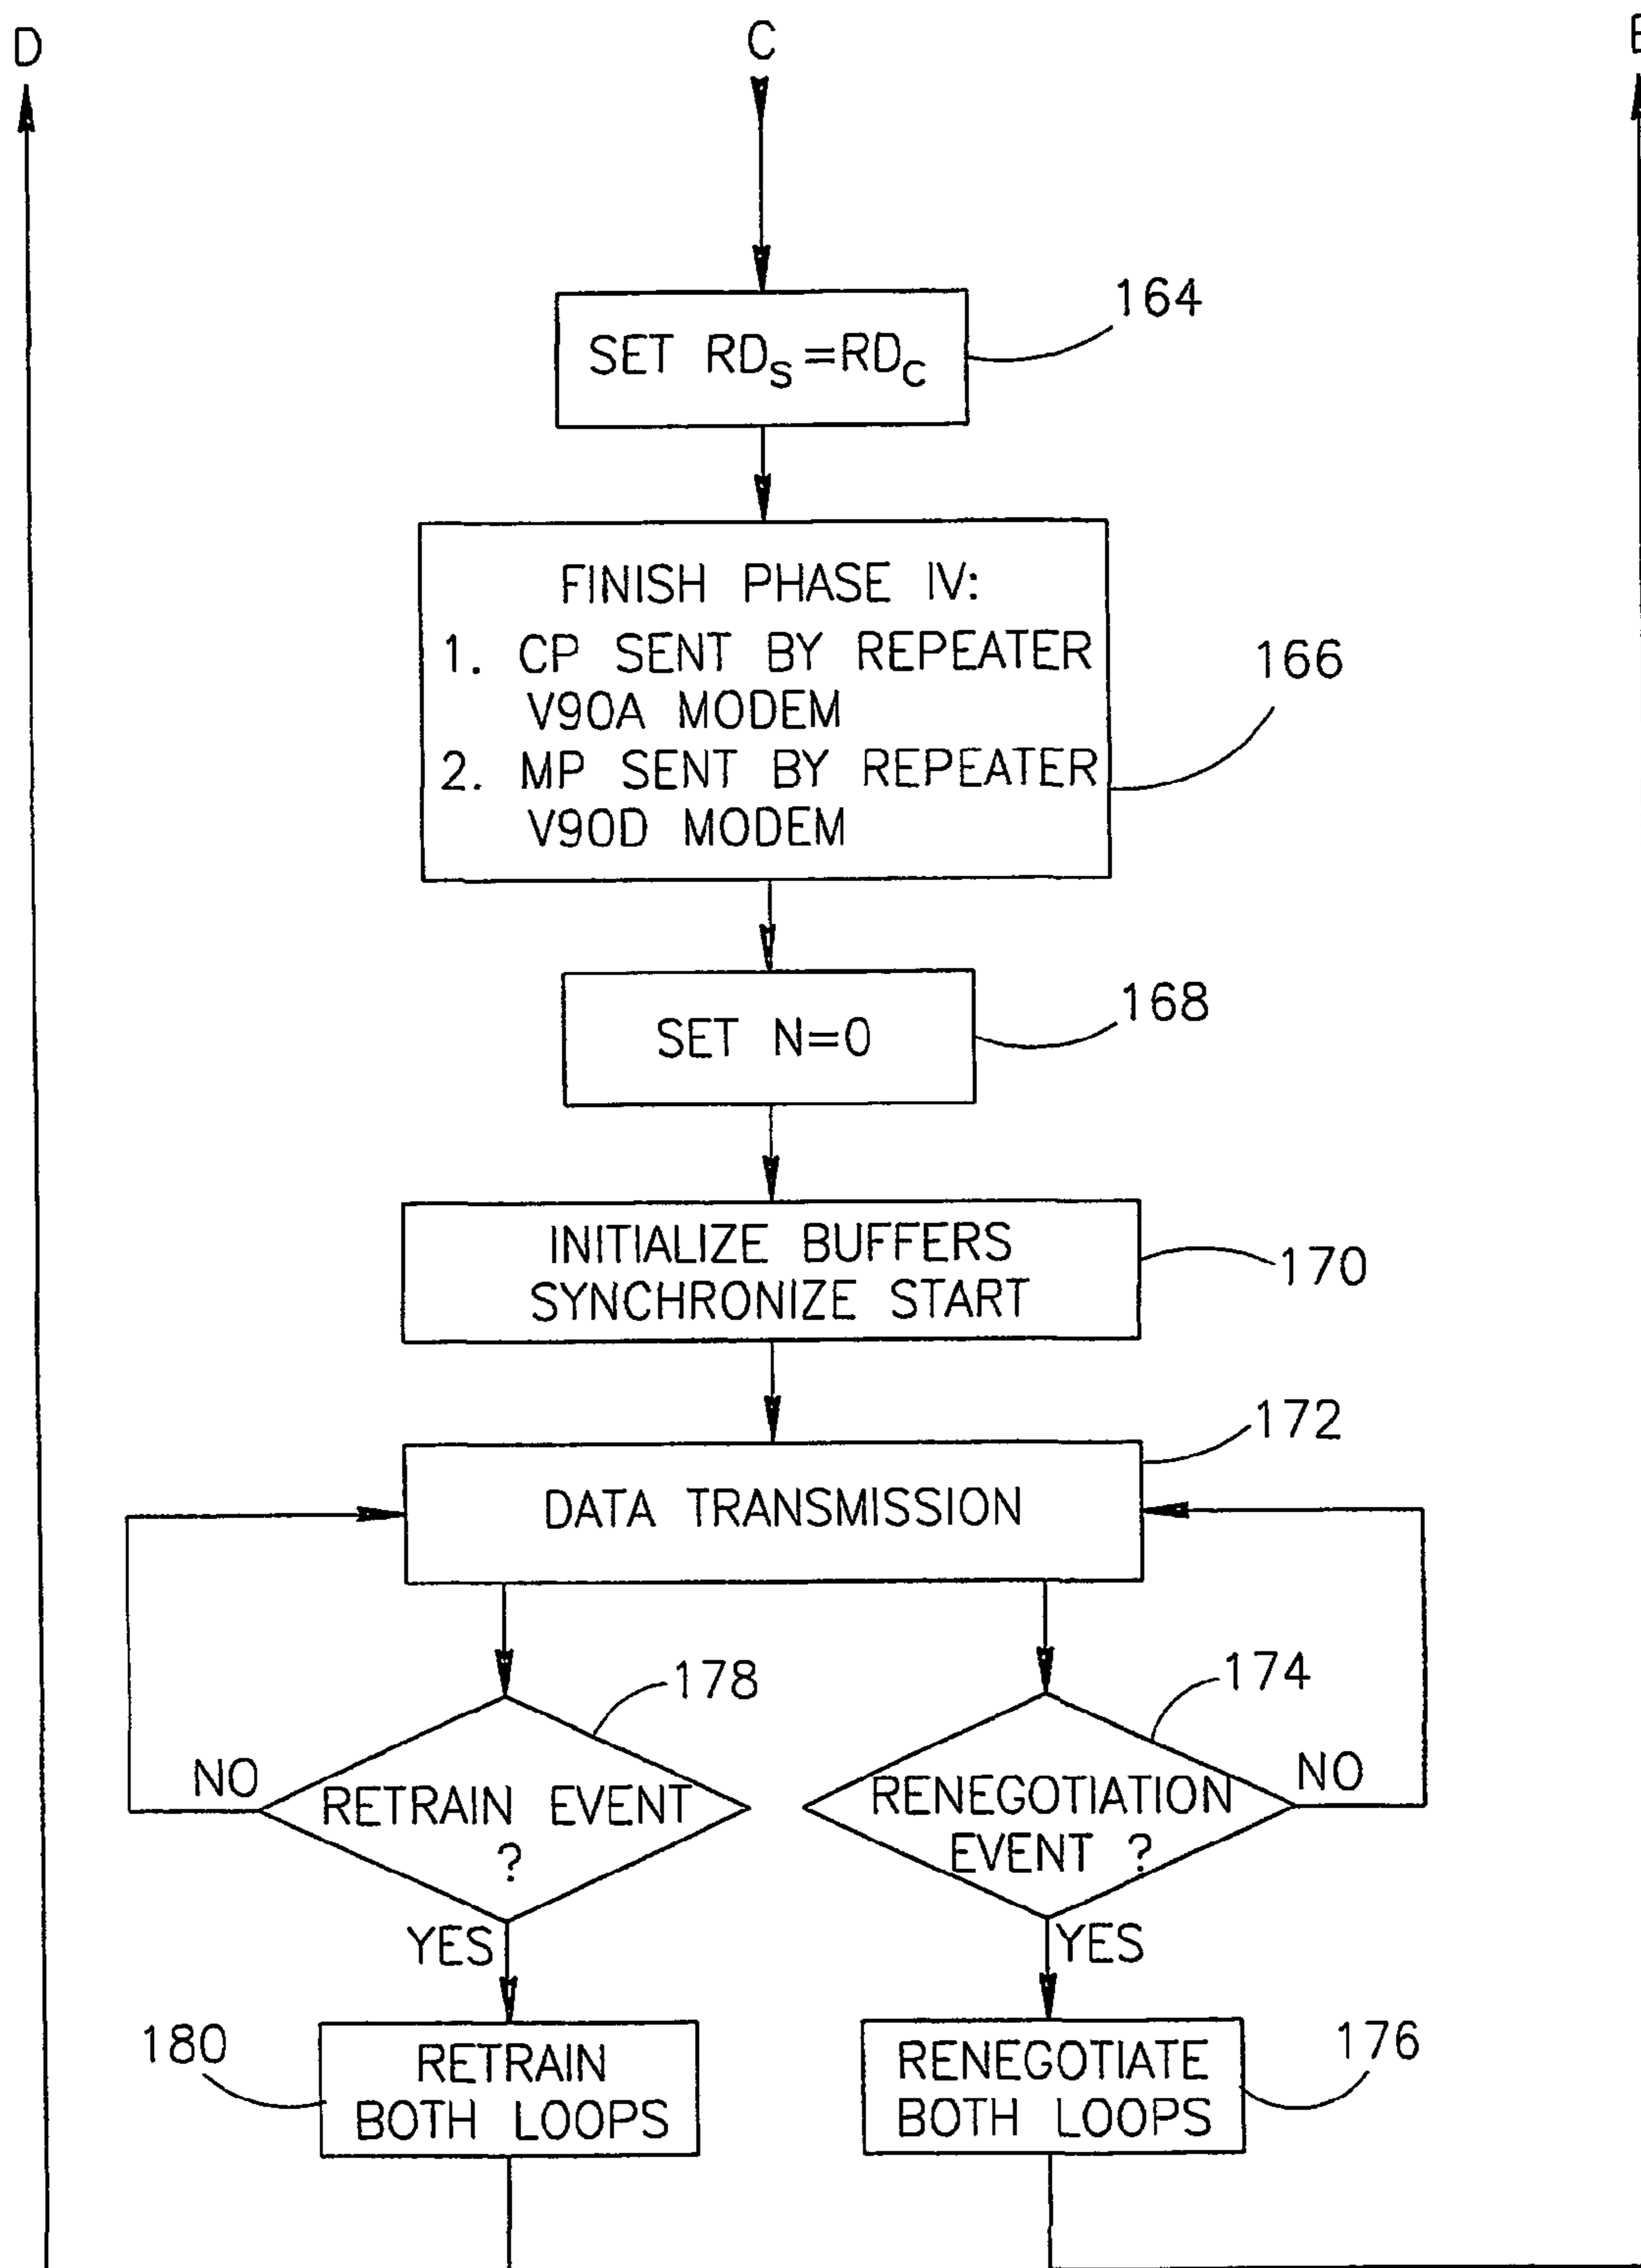 D
C
164
SET RDS=RDC
FINISH PHASE IV:
1. CP SENT BY REPEATER
V90A MODEM
2. MP SENT BY REPEATER
V90D MODEM
166
SET N=0
168
INITIALIZE BUFFERS
SYNCHRONIZE START
170
172
DATA TRANSMISSION
178
174
NO
RETRAIN EVENT
?
RENEGOTIATION
EVENT ?
NO
YES
YES
180
RETRAIN
BOTH LOOPS
RENEGOTIATE
BOTH LOOPS
176